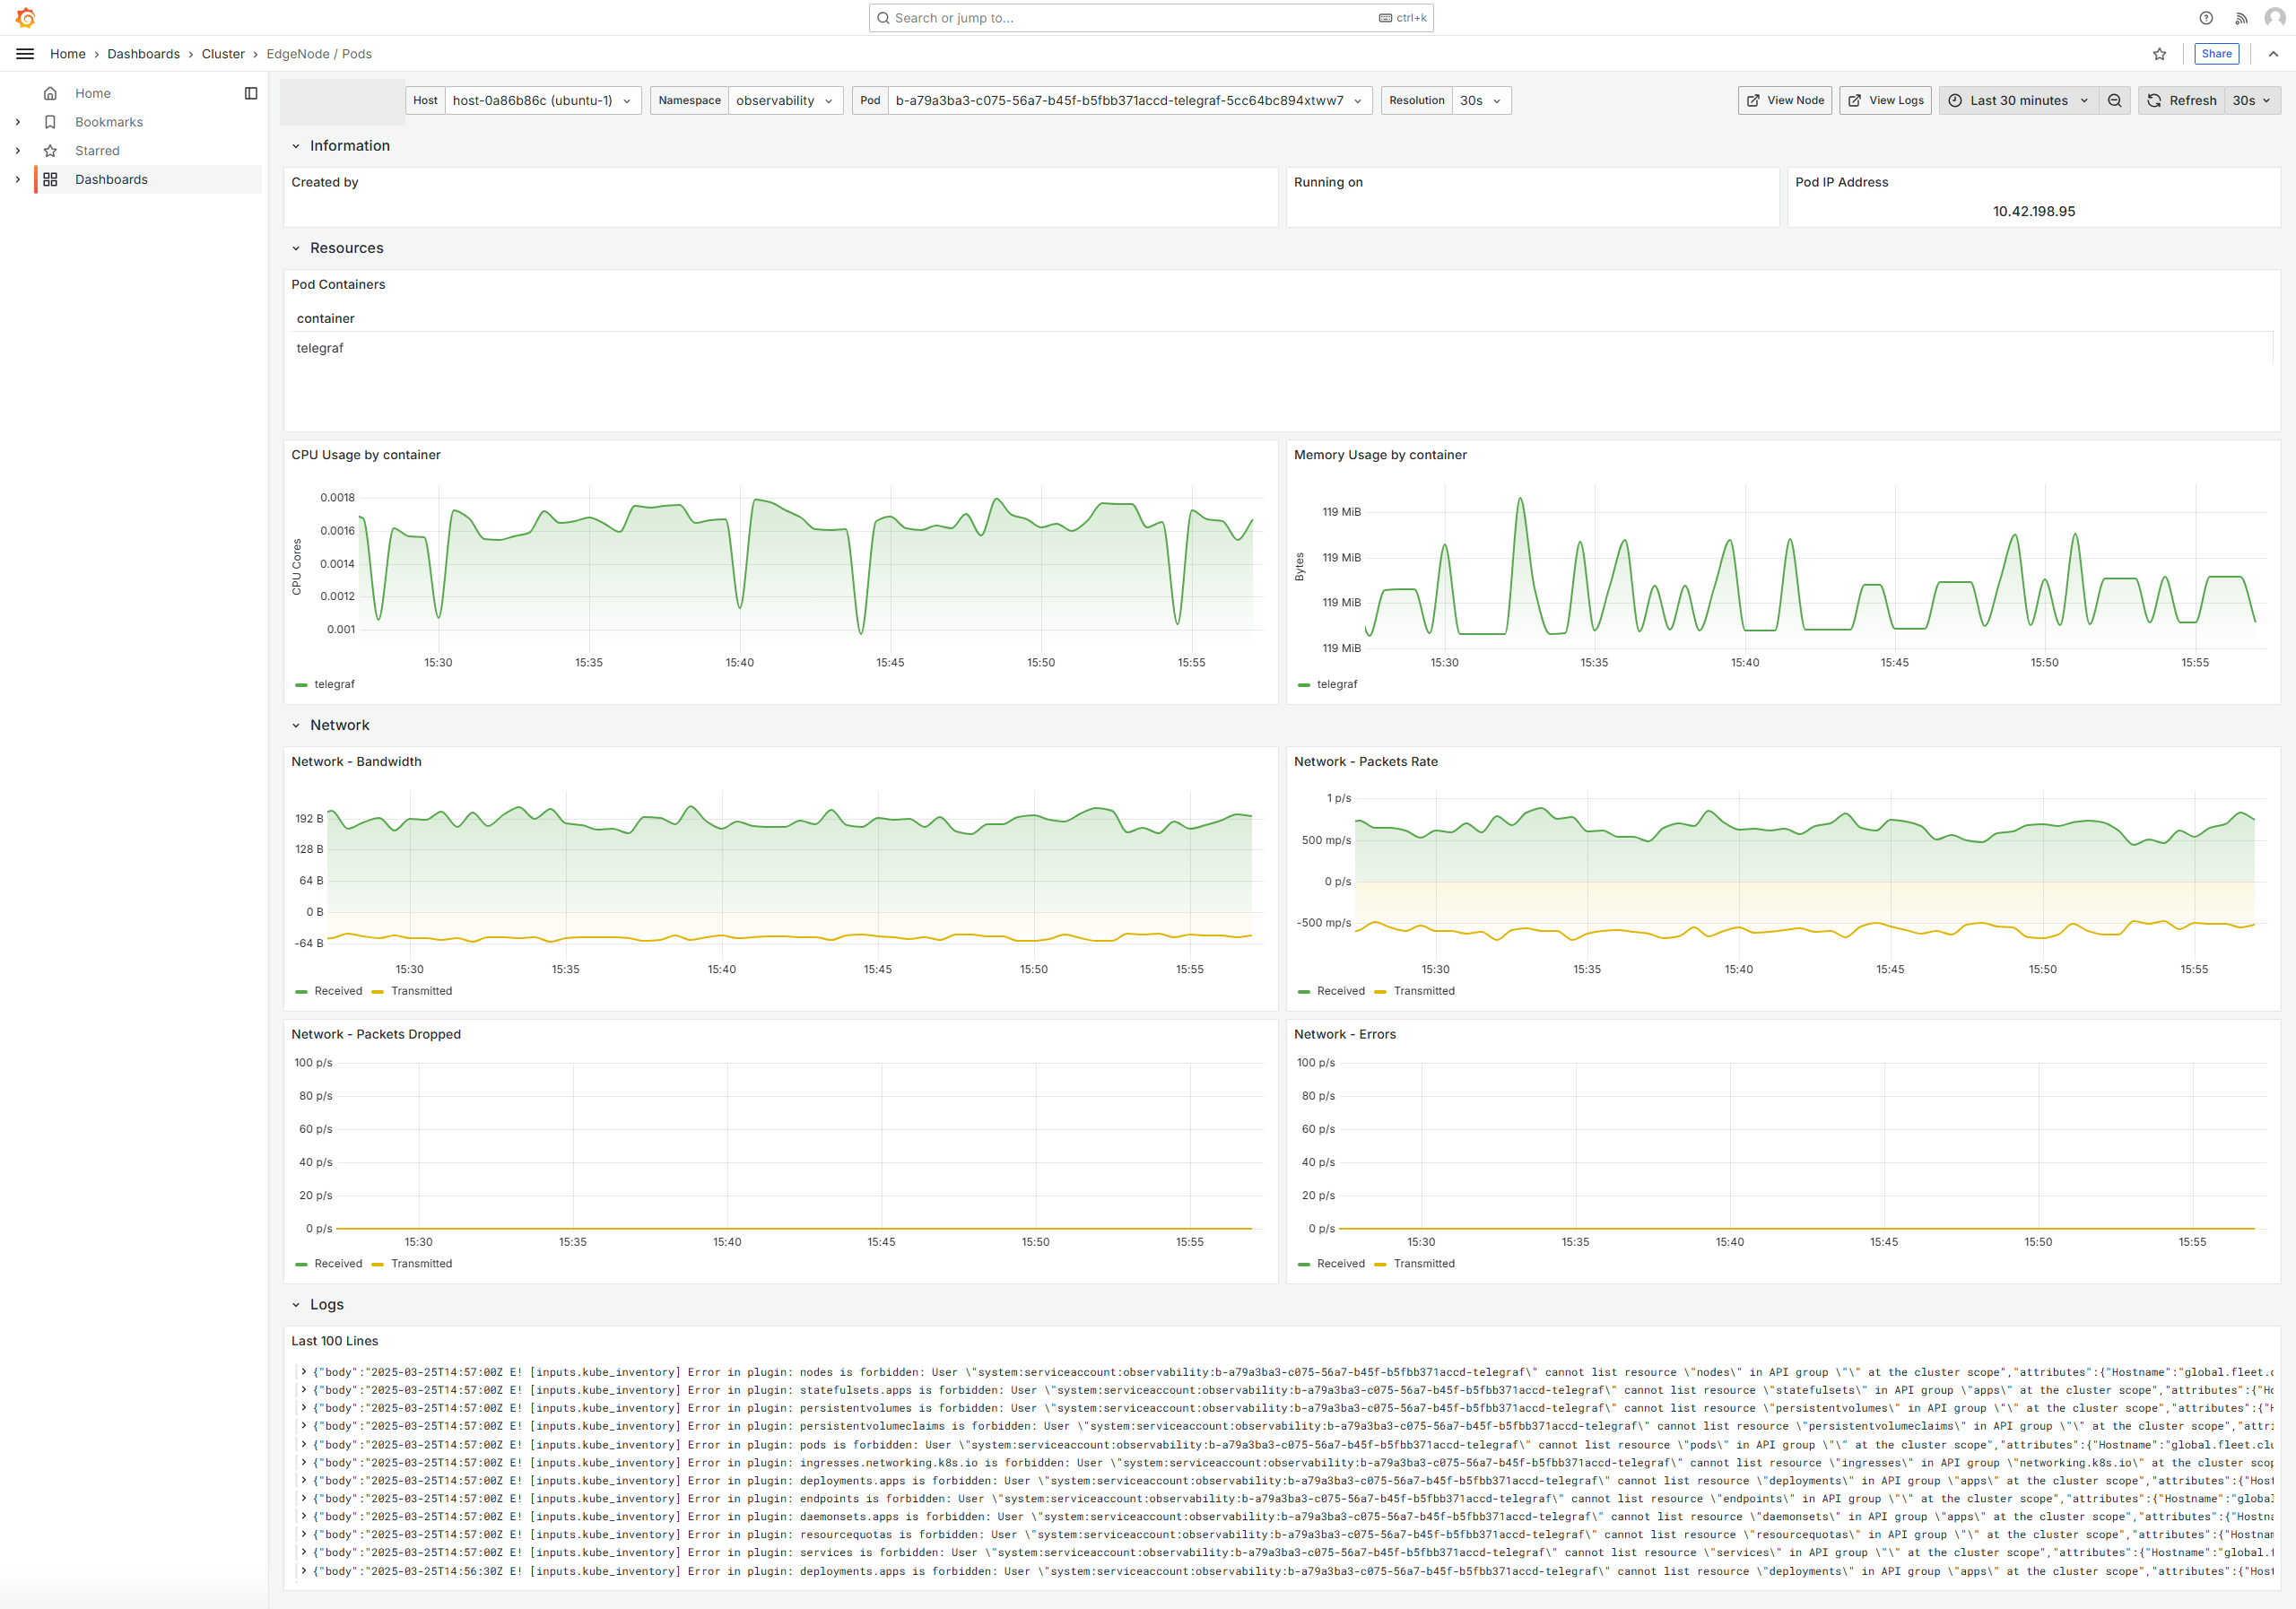 Search or jump to... ctrl+k
Home › Dashboards › Cluster › EdgeNode / Pods Share
Home
Bookmarks
Starred
Dashboards
Host host-0a86b86c (ubuntu-1) Namespace observability Pod b-a79a3ba3-c075-56a7-b45f-b5fbb371accd-telegraf-5cc64bc894xtww7 Resolution 30s View Node View Logs Last 30 minutes Refresh 30s
Information
Created by
Running on
Pod IP Address
10.42.198.95
Resources
Pod Containers
container
telegraf
CPU Usage by container
CPU Cores
0.0018
0.0016
0.0014
0.0012
0.001
15:30 15:35 15:40 15:45 15:50 15:55
telegraf
Memory Usage by container
Bytes
119 MiB
119 MiB
119 MiB
119 MiB
15:30 15:35 15:40 15:45 15:50 15:55
telegraf
Network
Network - Bandwidth
192 B
128 B
64 B
0 B
-64 B
15:30 15:35 15:40 15:45 15:50 15:55
Received Transmitted
Network - Packets Rate
1 p/s
500 mp/s
0 p/s
-500 mp/s
15:30 15:35 15:40 15:45 15:50 15:55
Received Transmitted
Network - Packets Dropped
100 p/s
80 p/s
60 p/s
40 p/s
20 p/s
0 p/s
15:30 15:35 15:40 15:45 15:50 15:55
Received Transmitted
Network - Errors
100 p/s
80 p/s
60 p/s
40 p/s
20 p/s
0 p/s
15:30 15:35 15:40 15:45 15:50 15:55
Received Transmitted
Logs
Last 100 Lines
{"body":"2025-03-25T14:57:00Z E! [inputs.kube_inventory] Error in plugin: nodes is forbidden: User \"system:serviceaccount:observability:b-a79a3ba3-c075-56a7-b45f-b5fbb371accd-telegraf\" cannot list resource \"nodes\" in API group \"\" at the cluster scope","attributes":{"Hostname":"global.fleet.c
{"body":"2025-03-25T14:57:00Z E! [inputs.kube_inventory] Error in plugin: statefulsets.apps is forbidden: User \"system:serviceaccount:observability:b-a79a3ba3-c075-56a7-b45f-b5fbb371accd-telegraf\" cannot list resource \"statefulsets\" in API group \"apps\" at the cluster scope","attributes":{"Ho
{"body":"2025-03-25T14:57:00Z E! [inputs.kube_inventory] Error in plugin: persistentvolumes is forbidden: User \"system:serviceaccount:observability:b-a79a3ba3-c075-56a7-b45f-b5fbb371accd-telegraf\" cannot list resource \"persistentvolumes\" in API group \"\" at the cluster scope","attributes":{"H
{"body":"2025-03-25T14:57:00Z E! [inputs.kube_inventory] Error in plugin: persistentvolumeclaims is forbidden: User \"system:serviceaccount:observability:b-a79a3ba3-c075-56a7-b45f-b5fbb371accd-telegraf\" cannot list resource \"persistentvolumeclaims\" in API group \"\" at the cluster scope","attri
{"body":"2025-03-25T14:57:00Z E! [inputs.kube_inventory] Error in plugin: pods is forbidden: User \"system:serviceaccount:observability:b-a79a3ba3-c075-56a7-b45f-b5fbb371accd-telegraf\" cannot list resource \"pods\" in API group \"\" at the cluster scope","attributes":{"Hostname":"global.fleet.clu
{"body":"2025-03-25T14:57:00Z E! [inputs.kube_inventory] Error in plugin: ingresses.networking.k8s.io is forbidden: User \"system:serviceaccount:observability:b-a79a3ba3-c075-56a7-b45f-b5fbb371accd-telegraf\" cannot list resource \"ingresses\" in API group \"networking.k8s.io\" at the cluster scop
{"body":"2025-03-25T14:57:00Z E! [inputs.kube_inventory] Error in plugin: deployments.apps is forbidden: User \"system:serviceaccount:observability:b-a79a3ba3-c075-56a7-b45f-b5fbb371accd-telegraf\" cannot list resource \"deployments\" in API group \"apps\" at the cluster scope","attributes":{"Host
{"body":"2025-03-25T14:57:00Z E! [inputs.kube_inventory] Error in plugin: endpoints is forbidden: User \"system:serviceaccount:observability:b-a79a3ba3-c075-56a7-b45f-b5fbb371accd-telegraf\" cannot list resource \"endpoints\" in API group \"\" at the cluster scope","attributes":{"Hostname":"global
{"body":"2025-03-25T14:57:00Z E! [inputs.kube_inventory] Error in plugin: daemonsets.apps is forbidden: User \"system:serviceaccount:observability:b-a79a3ba3-c075-56a7-b45f-b5fbb371accd-telegraf\" cannot list resource \"daemonsets\" in API group \"apps\" at the cluster scope","attributes":{"Hostna
{"body":"2025-03-25T14:57:00Z E! [inputs.kube_inventory] Error in plugin: resourcequotas is forbidden: User \"system:serviceaccount:observability:b-a79a3ba3-c075-56a7-b45f-b5fbb371accd-telegraf\" cannot list resource \"resourcequotas\" in API group \"\" at the cluster scope","attributes":{"Hostnam
{"body":"2025-03-25T14:57:00Z E! [inputs.kube_inventory] Error in plugin: services is forbidden: User \"system:serviceaccount:observability:b-a79a3ba3-c075-56a7-b45f-b5fbb371accd-telegraf\" cannot list resource \"services\" in API group \"\" at the cluster scope","attributes":{"Hostname":"global.f
{"body":"2025-03-25T14:56:30Z E! [inputs.kube_inventory] Error in plugin: deployments.apps is forbidden: User \"system:serviceaccount:observability:b-a79a3ba3-c075-56a7-b45f-b5fbb371accd-telegraf\" cannot list resource \"deployments\" in API group \"apps\" at the cluster scope","attributes":{"Host